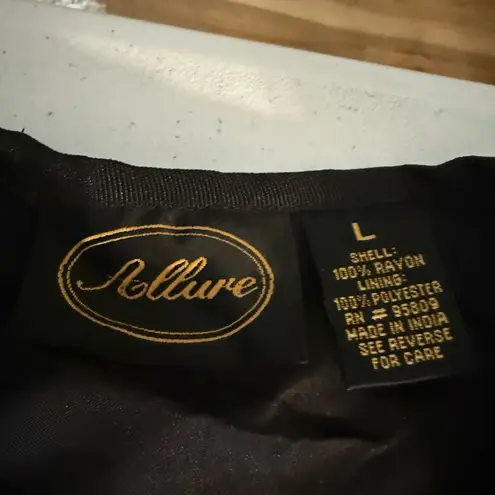 Allure
L
SHELL:
100% RAYON
LINING:
100% POLYESTER
RN # 95809
MADE IN INDIA
SEE REVERSE
FOR CARE